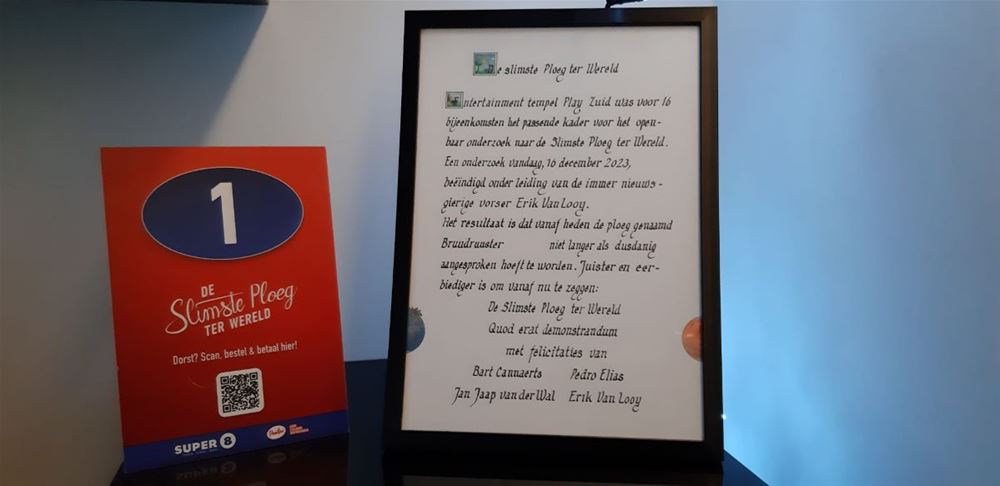 1
DE
Slimste Ploeg
TER WERELD
Dorst? Scan, bestel & betaal hier!
SUPER 8
De slimste Ploeg ter Wereld
Entertainment tempel Play Zuid was voor 16
bijeenkomsten het passende kader voor het open-
baar onderzoek naar de Slimste Ploeg ter Wereld.
Een onderzoek vandaag, 16 december 2023,
beëindigd onder leiding van de immer nieuws-
gierige vorser Erik Van Looy.
Het resultaat is dat vanaf heden de ploeg genaamd
Bruudruuster niet langer als dusdanig
aangesproken hoeft te worden. Juister en eer-
biediger is om vanaf nu te zeggen:
De Slimste Ploeg ter Wereld
Quod erat demonstrandum
met felicitaties van
Bart Cannaerts Pedro Elias
Jan Jaap van der Wal Erik Van Looy